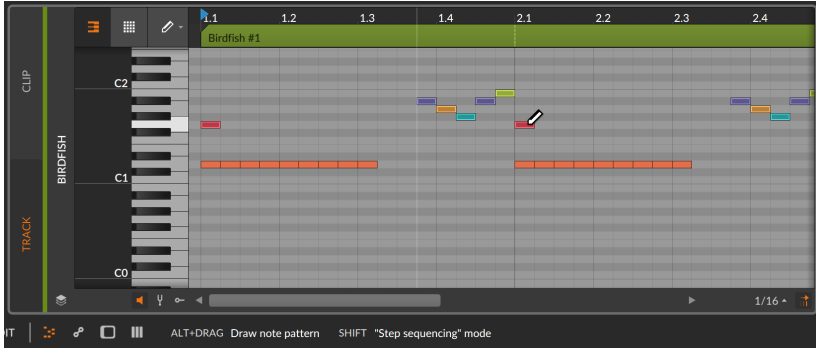 1.1 1.2 1.3 1.4 2.1 2.2 2.3 2.4
Birdfish #1
CLIP
TRACK
BIRDFISH
C2
C1
C0
1/16
IT
ALT+DRAG Draw note pattern SHIFT "Step sequencing" mode